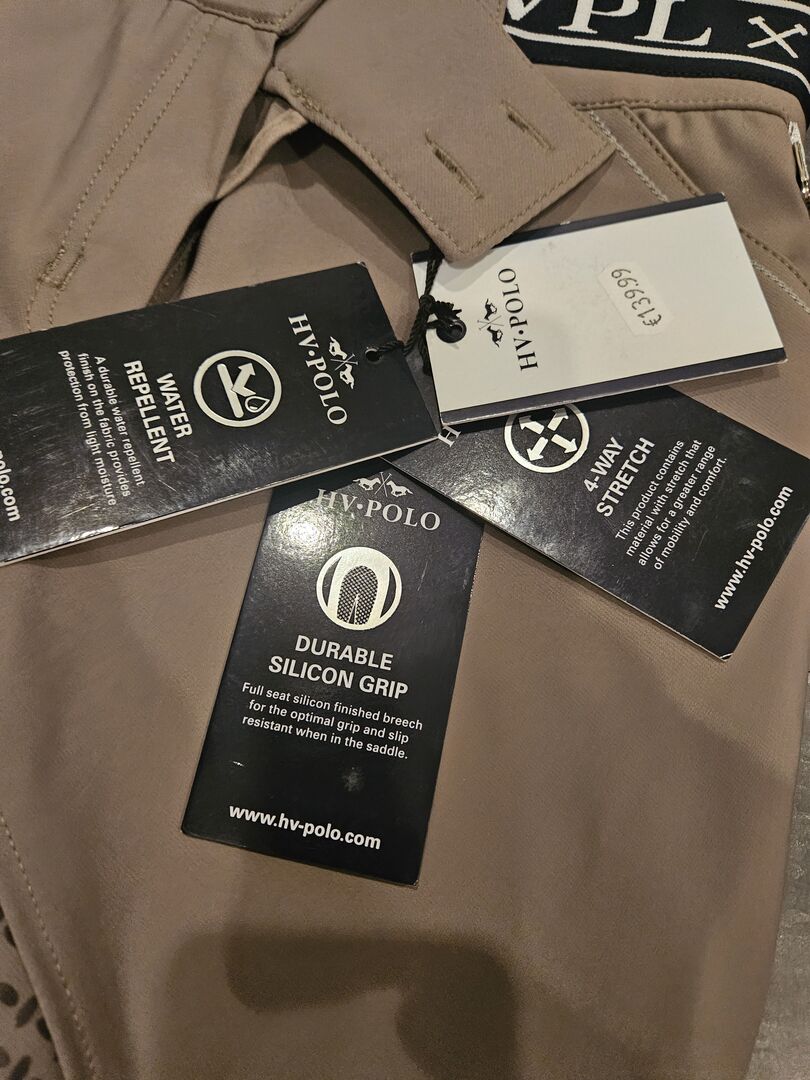 VPL
HV·POLO
€139.99
HV·POLO
WATER
REPELLENT
A durable water repellent
finish on the fabric provides
protection from light moisture
polo.com
4-WAY
STRETCH
This product contains
material with stretch that
allows for a greater range
of mobility and comfort.
www.hv-polo.com
HV·POLO
DURABLE
SILICON GRIP
Full seat silicon finished breech
for the optimal grip and slip
resistant when in the saddle.
www.hv-polo.com